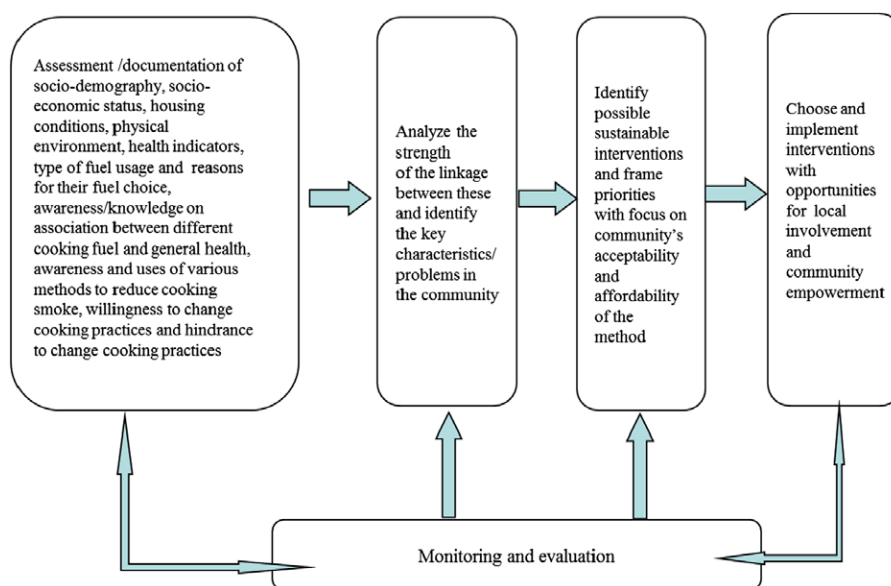 Assessment /documentation of
socio-demography, socio-
economic status, housing
conditions, physical
environment, health indicators,
type of fuel usage and reasons
for their fuel choice,
awareness/knowledge on
association between different
cooking fuel and general health,
awareness and uses of various
methods to reduce cooking
smoke, willingness to change
cooking practices and hindrance
to change cooking practices
Analyze the
strength
of the linkage
between these
and identify
the key
characteristics/
problems in
the community
Identify
possible
sustainable
interventions
and frame
priorities
with focus on
community's
acceptability
and
affordability
of the
method
Choose and
implement
interventions
with
opportunities
for local
involvement
and
community
empowerment
Monitoring and evaluation